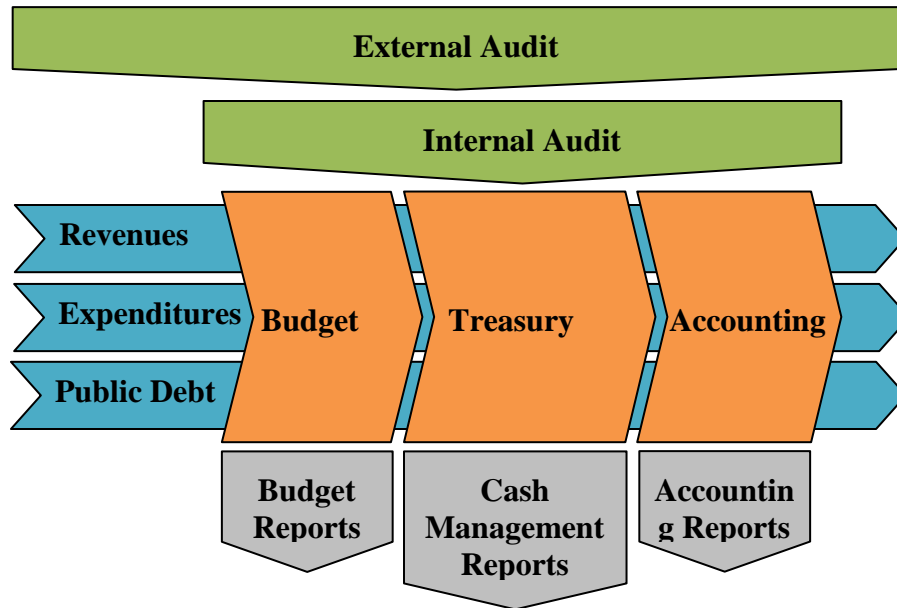 External Audit
Internal Audit
Revenues
Expenditures
Public Debt
Budget
Treasury
Accounting
Budget
Reports
Cash
Management
Reports
Accountin
g Reports